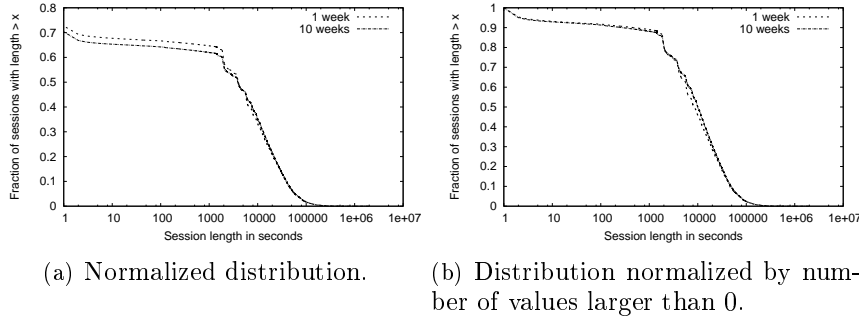 Fraction of sessions with length > x
0.8
0.7
0.6
0.5
0.4
0.3
0.2
0.1
0
1 week
10 weeks
1 10 100 1000 10000 100000 1e+06 1e+07
Session length in seconds
(a) Normalized distribution.
Fraction of sessions with length > x
1
0.9
0.8
0.7
0.6
0.5
0.4
0.3
0.2
0.1
0
1 week
10 weeks
1 10 100 1000 10000 100000 1e+06 1e+07
Session length in seconds
(b) Distribution normalized by num-
ber of values larger than 0.